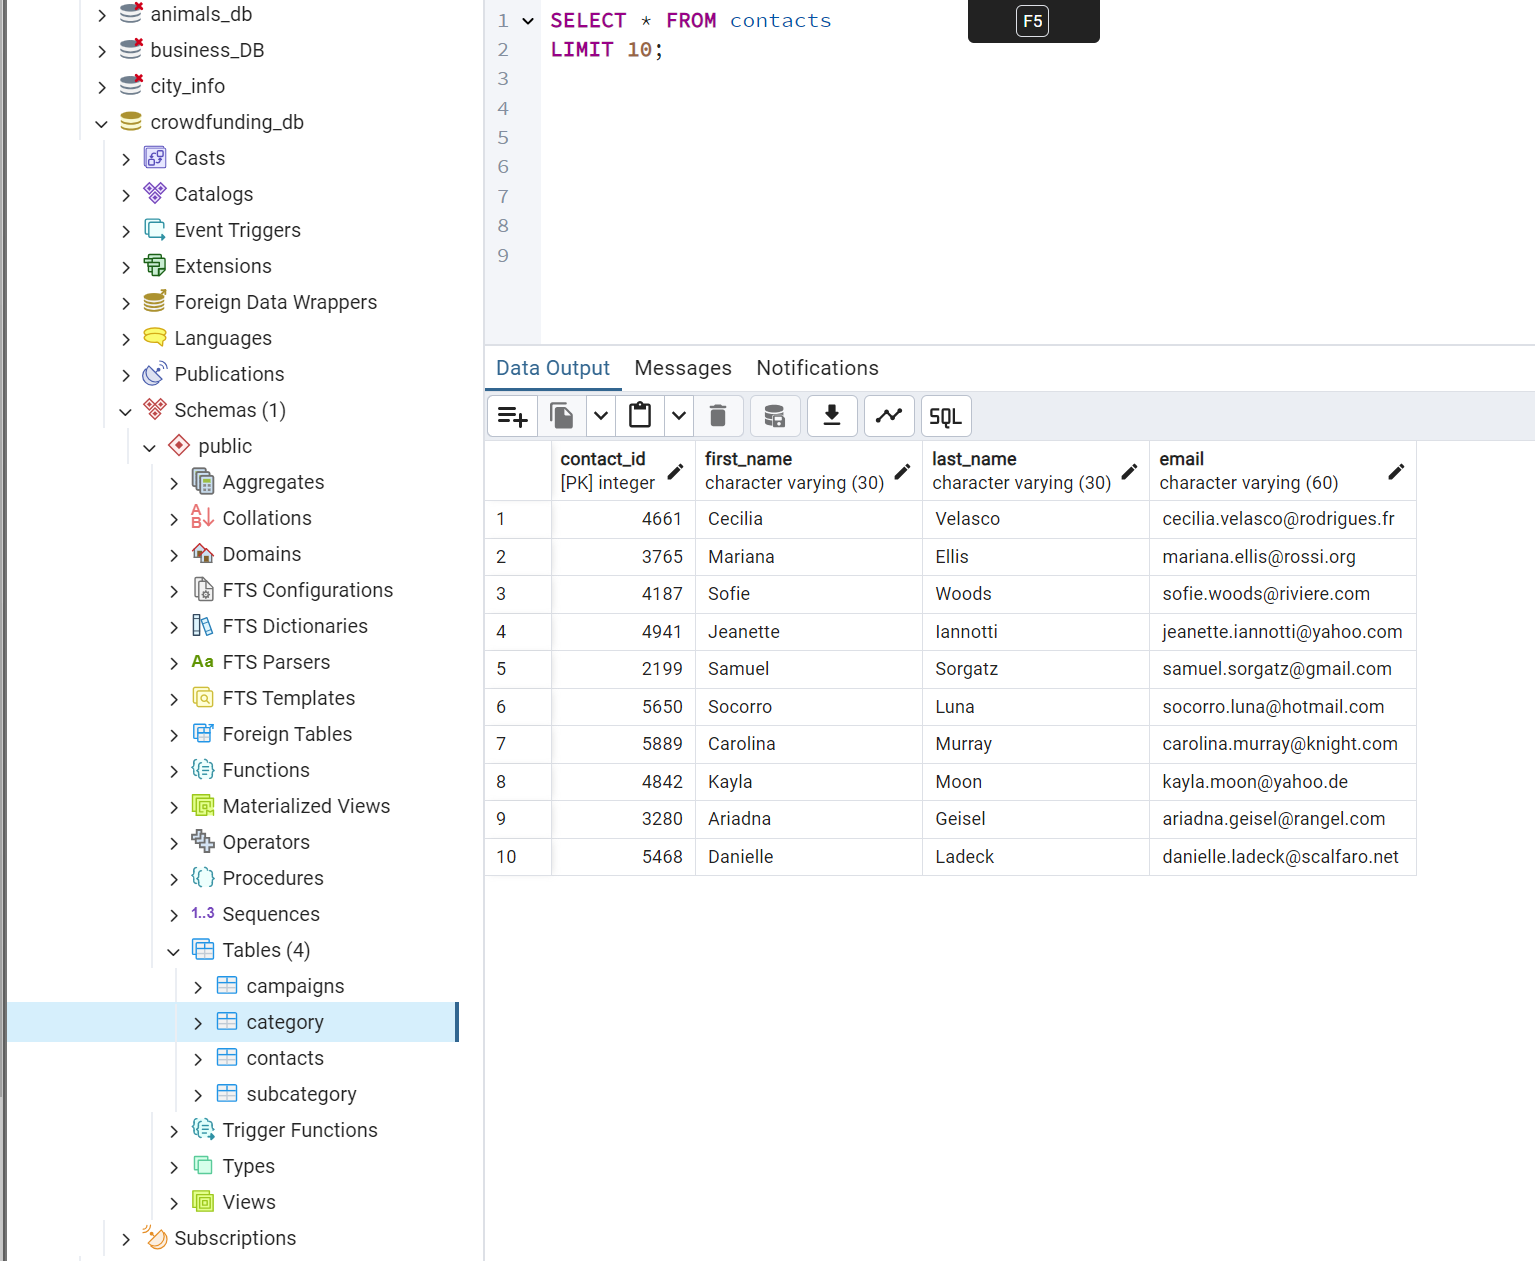 animals_db
business_DB
city_info
crowdfunding_db
Casts
Catalogs
Event Triggers
Extensions
Foreign Data Wrappers
Languages
Publications
Schemas (1)
public
Aggregates
Collations
Domains
FTS Configurations
FTS Dictionaries
Aa FTS Parsers
FTS Templates
Foreign Tables
Functions
Materialized Views
Operators
Procedures
1..3 Sequences
Tables (4)
campaigns
category
contacts
subcategory
Trigger Functions
Types
Views
Subscriptions
1 SELECT * FROM contacts
2 LIMIT 10;
3
4
5
6
7
8
9
F5
Data Output Messages Notifications
SQL
contact_id first_name last_name email
[PK] integer character varying (30) character varying (30) character varying (60)
1 4661 Cecilia Velasco cecilia.velasco@rodrigues.fr
2 3765 Mariana Ellis mariana.ellis@rossi.org
3 4187 Sofie Woods sofie.woods@riviere.com
4 4941 Jeanette Iannotti jeanette.iannotti@yahoo.com
5 2199 Samuel Sorgatz samuel.sorgatz@gmail.com
6 5650 Socorro Luna socorro.luna@hotmail.com
7 5889 Carolina Murray carolina.murray@knight.com
8 4842 Kayla Moon kayla.moon@yahoo.de
9 3280 Ariadna Geisel ariadna.geisel@rangel.com
10 5468 Danielle Ladeck danielle.ladeck@scalfaro.net